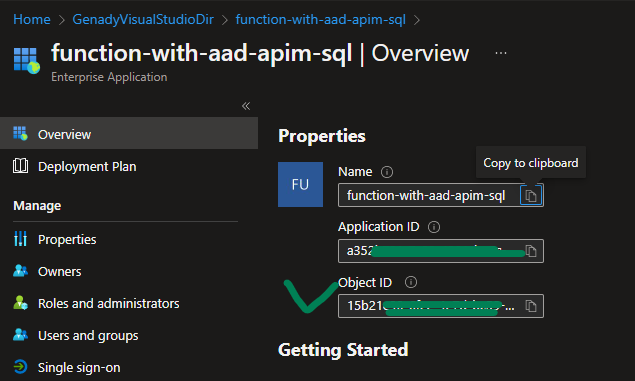 Home > GenadyVisualStudioDir > function-with-aad-apim-sql >
function-with-aad-apim-sql | Overview ...
Enterprise Application
«
Overview
Deployment Plan
Manage
Properties
Owners
Roles and administrators
Users and groups
Single sign-on
Properties
Copy to clipboard
FU
Name
function-with-aad-apim-sql
Application ID
a352
Object ID
15b21
Getting Started